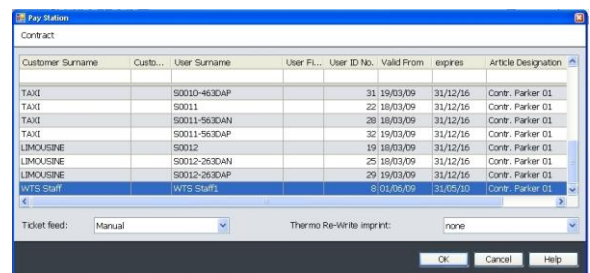 Pay Station
Contract
Customer Surname Custo... User Surname User Fi... User ID No. Valid From expires Article Designation
TAXI S0010-463DAP 31 19/03/09 31/12/16 Contr. Parker 01
TAXI S0011 22 18/03/09 31/12/16 Contr. Parker 01
TAXI S0011-563DAN 28 18/03/09 31/12/16 Contr. Parker 01
TAXI S0011-563DAP 32 19/03/09 31/12/16 Contr. Parker 01
LIMOUSINE S0012 19 18/03/09 31/12/16 Contr. Parker 01
LIMOUSINE S0012-263DAN 25 18/03/09 31/12/16 Contr. Parker 01
LIMOUSINE S0012-263DAP 29 19/03/09 31/12/16 Contr. Parker 01
WTS Staff WTS Staff1 8 01/06/09 31/05/10 Contr. Parker 01
Ticket feed: Manual Thermo Re-Write imprint: none
OK Cancel Help